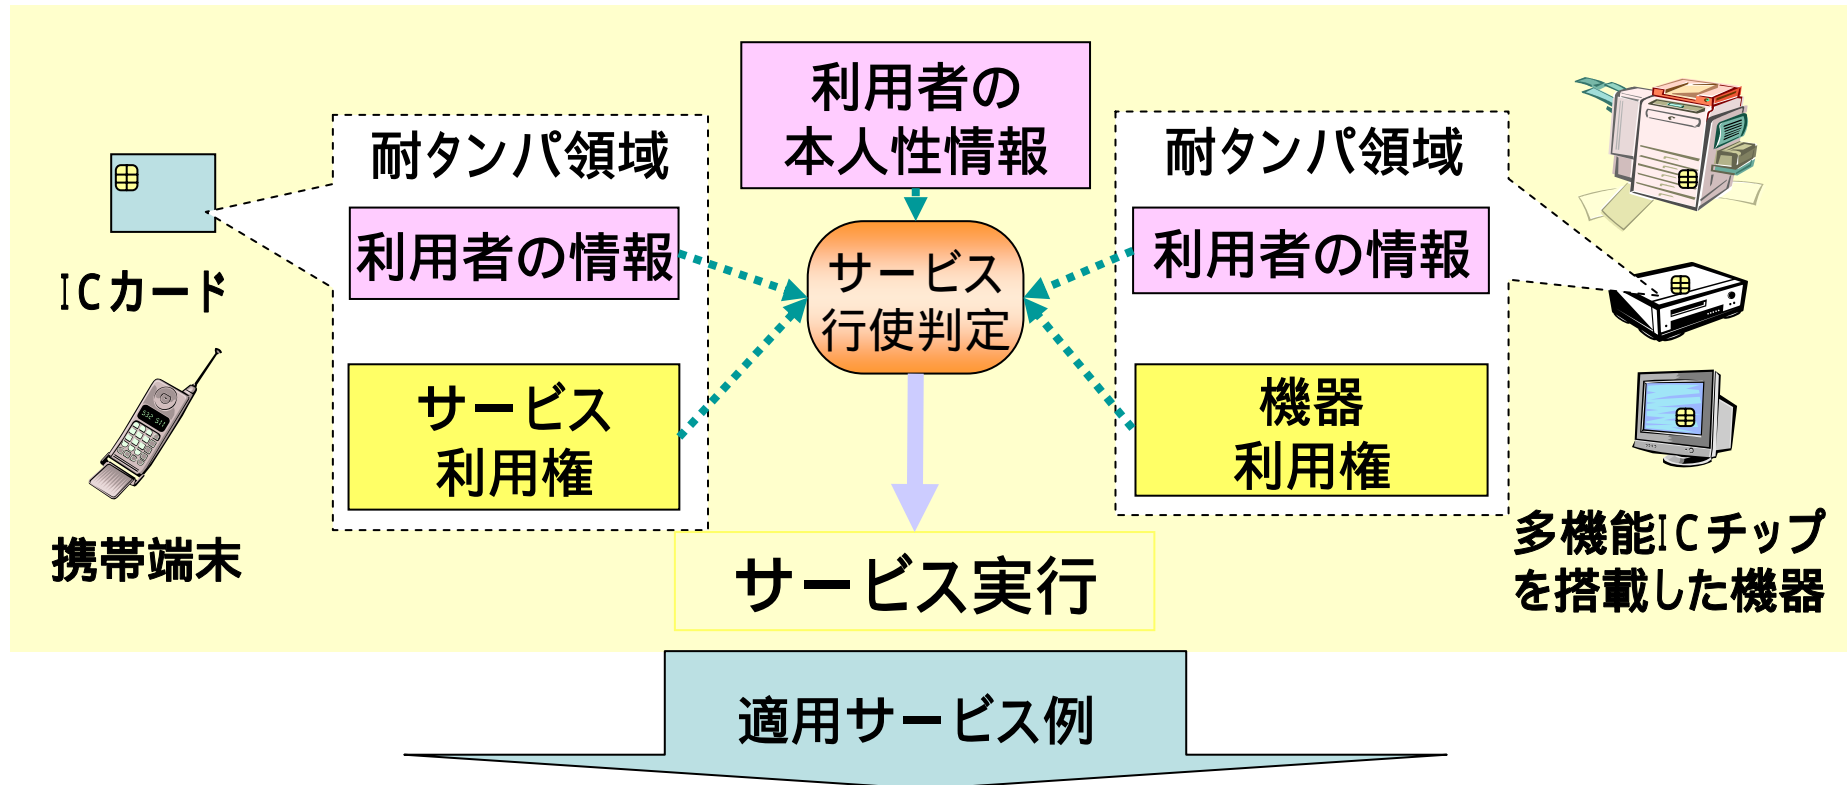 利用者の
本人性情報
耐タンパ領域
利用者の情報
サービス
利用権
ICカード
携帯端末
サービス
行使判定
耐タンパ領域
利用者の情報
機器
利用権
多機能ICチップ
を搭載した機器
サービス実行
適用サービス例